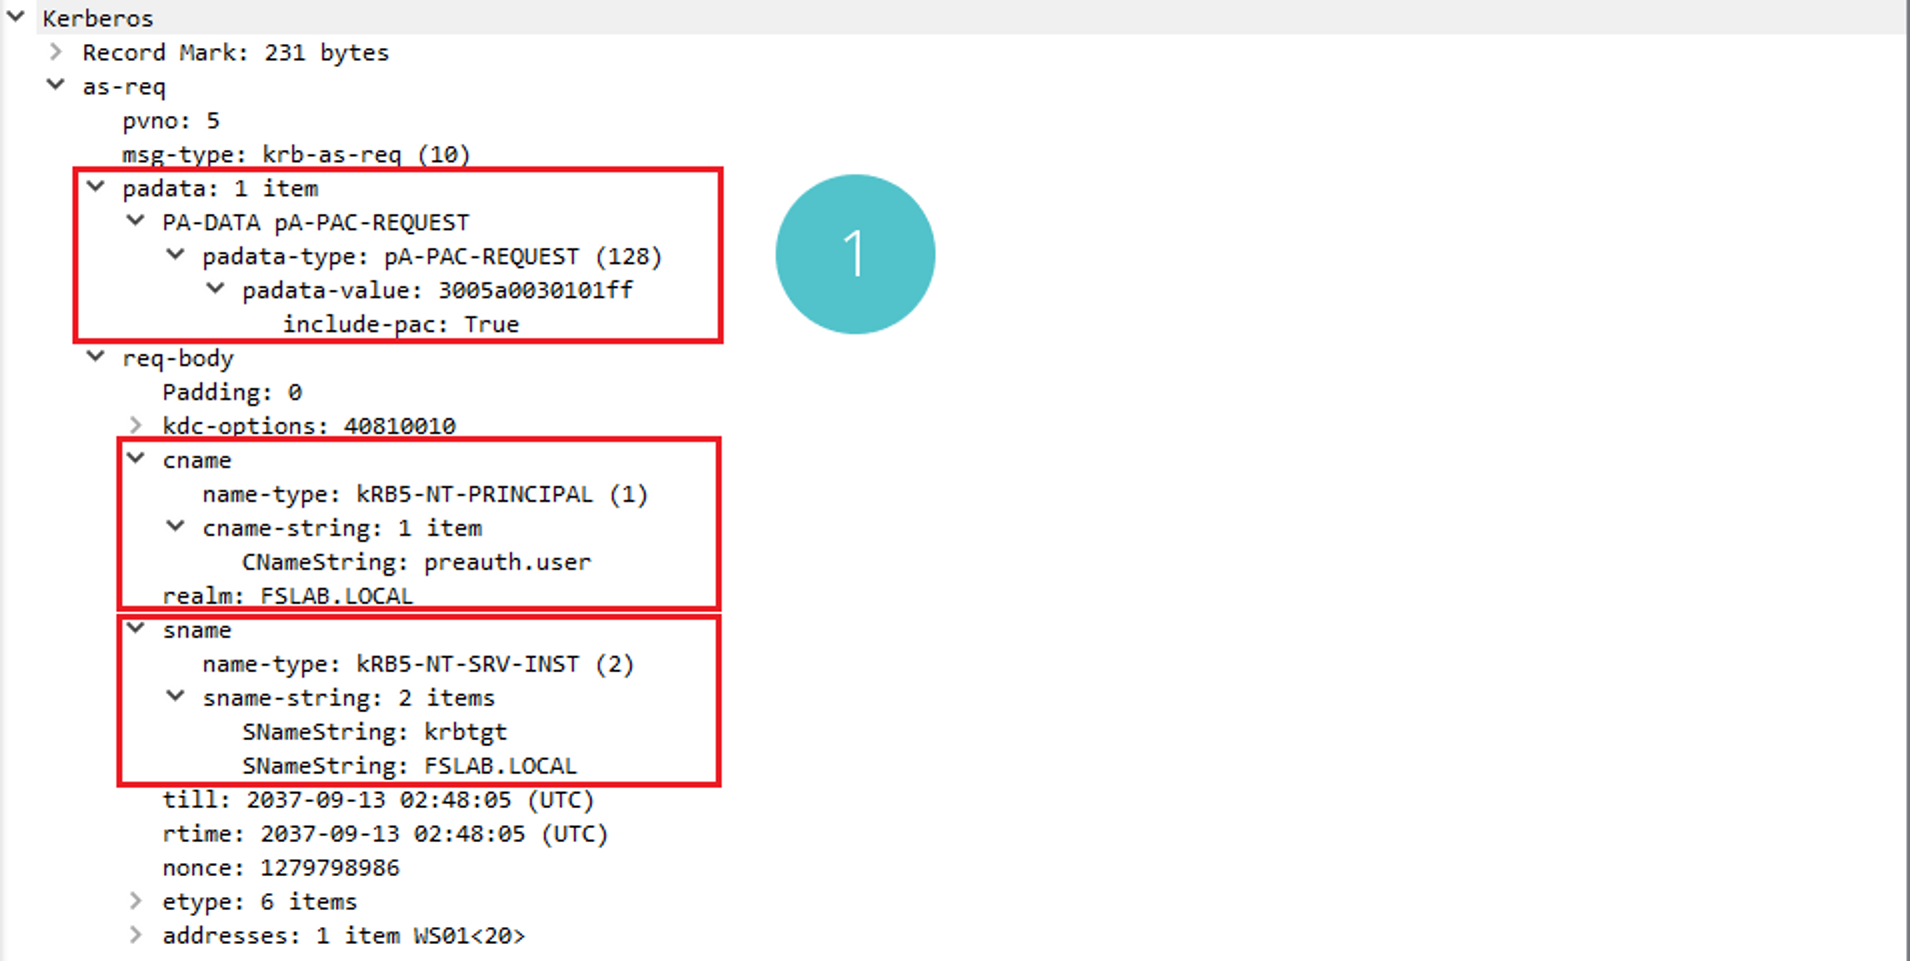 Kerberos
Record Mark: 231 bytes
as-req
pvno: 5
msg-type: krb-as-req (10)
padata: 1 item
PA-DATA pA-PAC-REQUEST
padata-type: pA-PAC-REQUEST (128)
padata-value: 3005a0030101ff
include-pac: True
1
req-body
Padding: 0
kdc-options: 40810010
cname
name-type: kRB5-NT-PRINCIPAL (1)
cname-string: 1 item
CNameString: preauth.user
realm: FSLAB.LOCAL
sname
name-type: kRB5-NT-SRV-INST (2)
sname-string: 2 items
SNameString: krbtgt
SNameString: FSLAB.LOCAL
till: 2037-09-13 02:48:05 (UTC)
rtime: 2037-09-13 02:48:05 (UTC)
nonce: 1279798986
etype: 6 items
addresses: 1 item WS01<20>